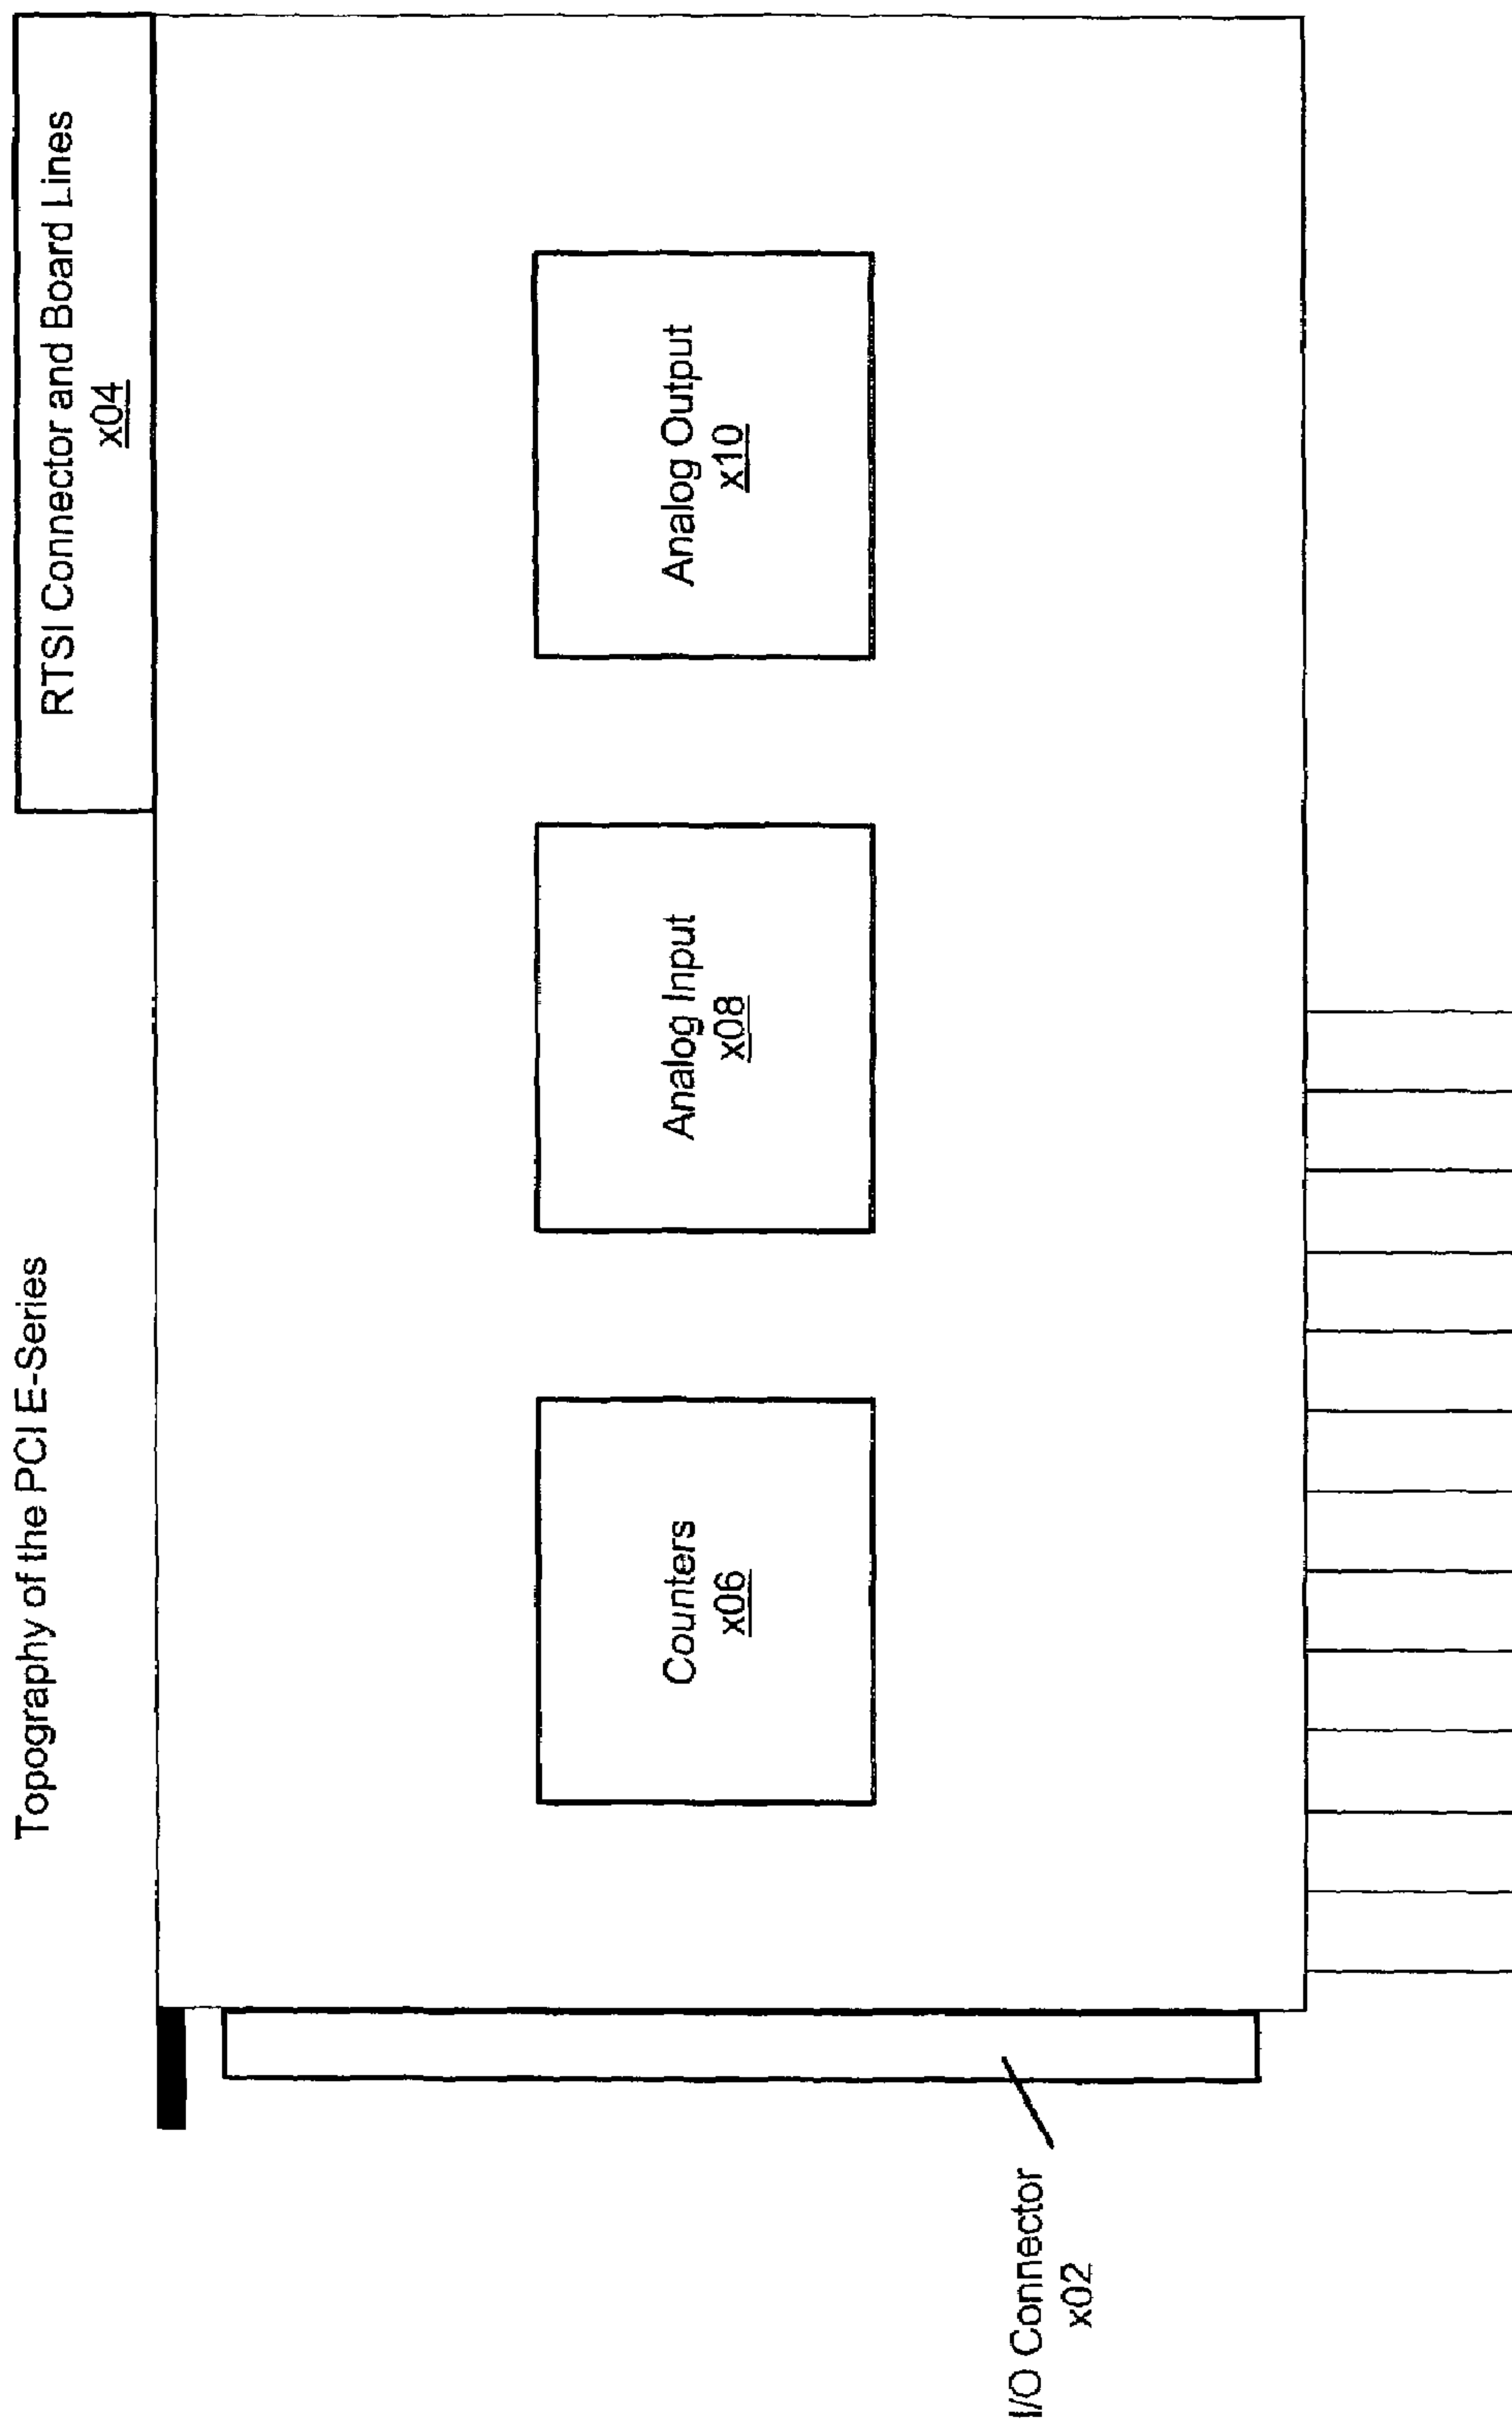 Topography of the PCI E-Series
RTSI Connector and Board Lines
x04
Counters
x06
Analog Input
x08
Analog Output
x10
I/O Connector
x02